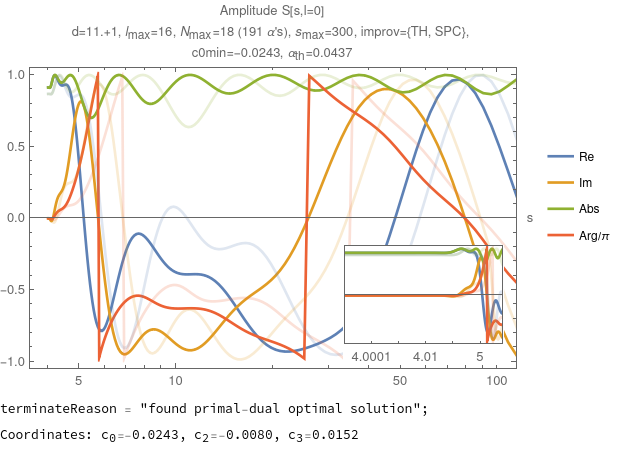 Amplitude S[s,l=0]
d=11.+1, lmax=16, Nmax=18 (191 α's), smax=300, improv={TH, SPC},
c0min=-0.0243, αth=0.0437
1.0
0.5
0.0
-0.5
-1.0
5 10 50 100
s
4.0001 4.01 5
Re
Im
Abs
Arg/π
terminateReason = "found primal-dual optimal solution";
Coordinates: c0=-0.0243, c2=-0.0080, c3=0.0152